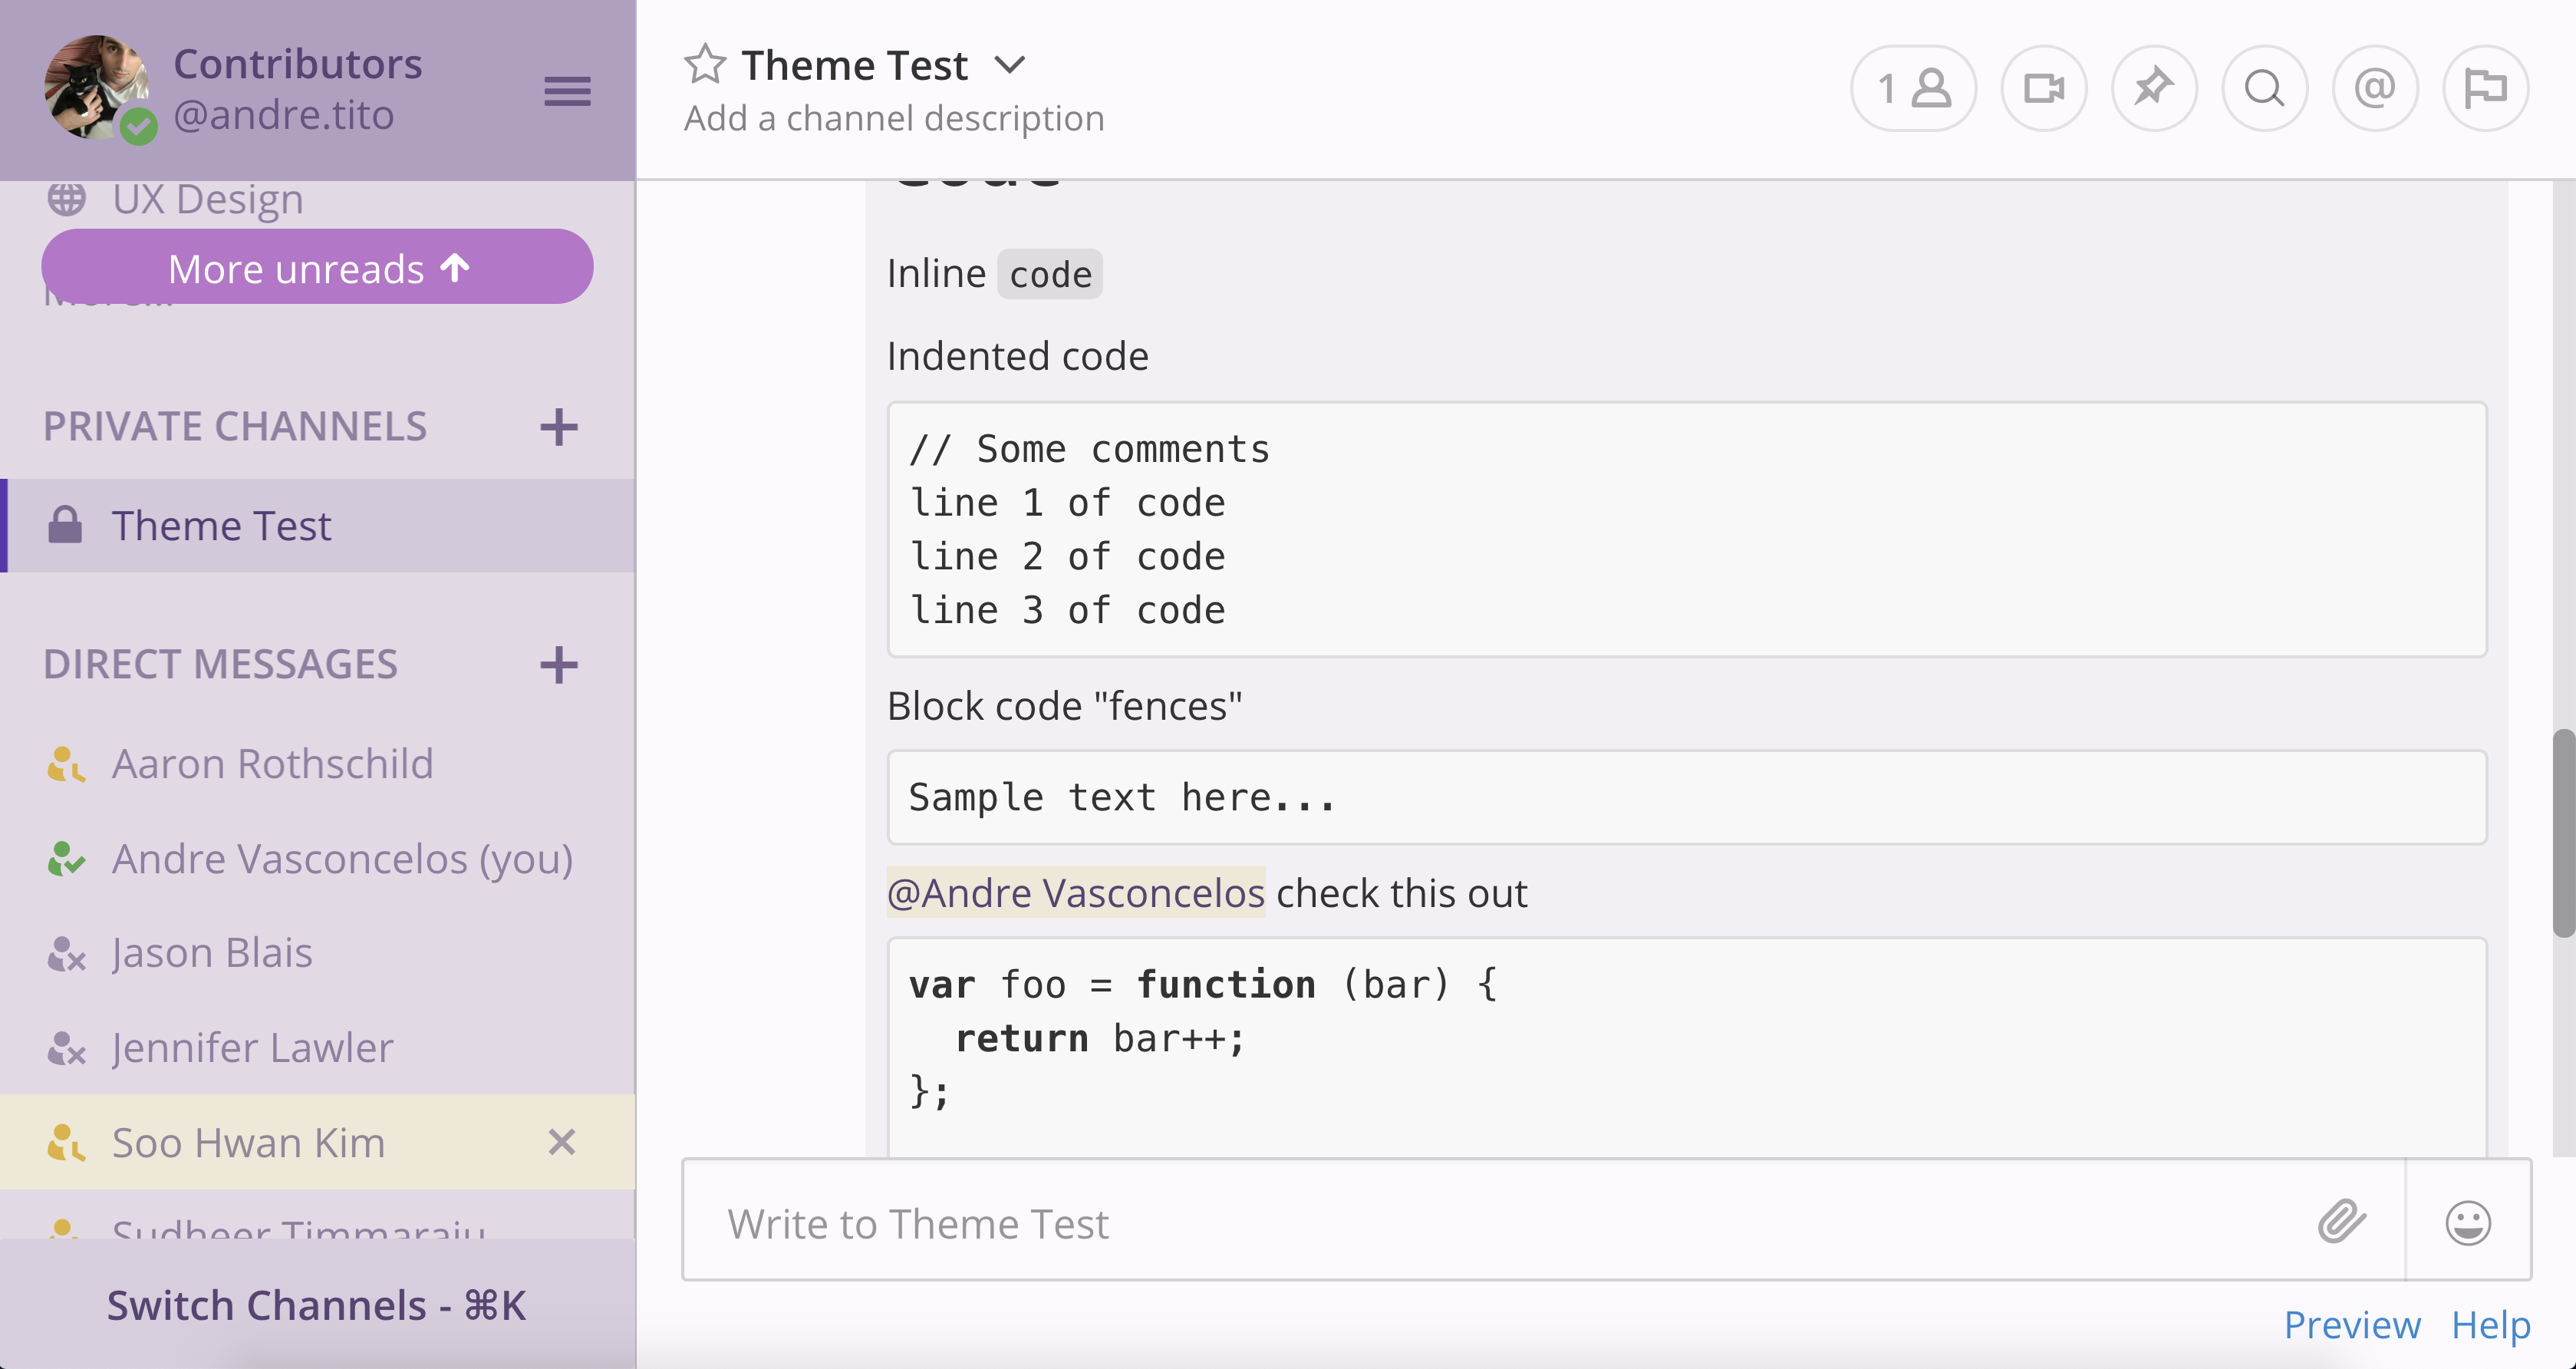 Contributors
@andre.tito
UX Design
More unreads
PRIVATE CHANNELS
Theme Test
DIRECT MESSAGES
Aaron Rothschild
Andre Vasconcelos (you)
Jason Blais
Jennifer Lawler
Soo Hwan Kim
Sudheer Timmaraju
Switch Channels - ⌘K
Theme Test
Add a channel description
1
@
Code
Inline code
Indented code
// Some comments
line 1 of code
line 2 of code
line 3 of code
Block code "fences"
Sample text here...
@Andre Vasconcelos check this out
var foo = function (bar) {
  return bar++;
};
Write to Theme Test
Preview Help